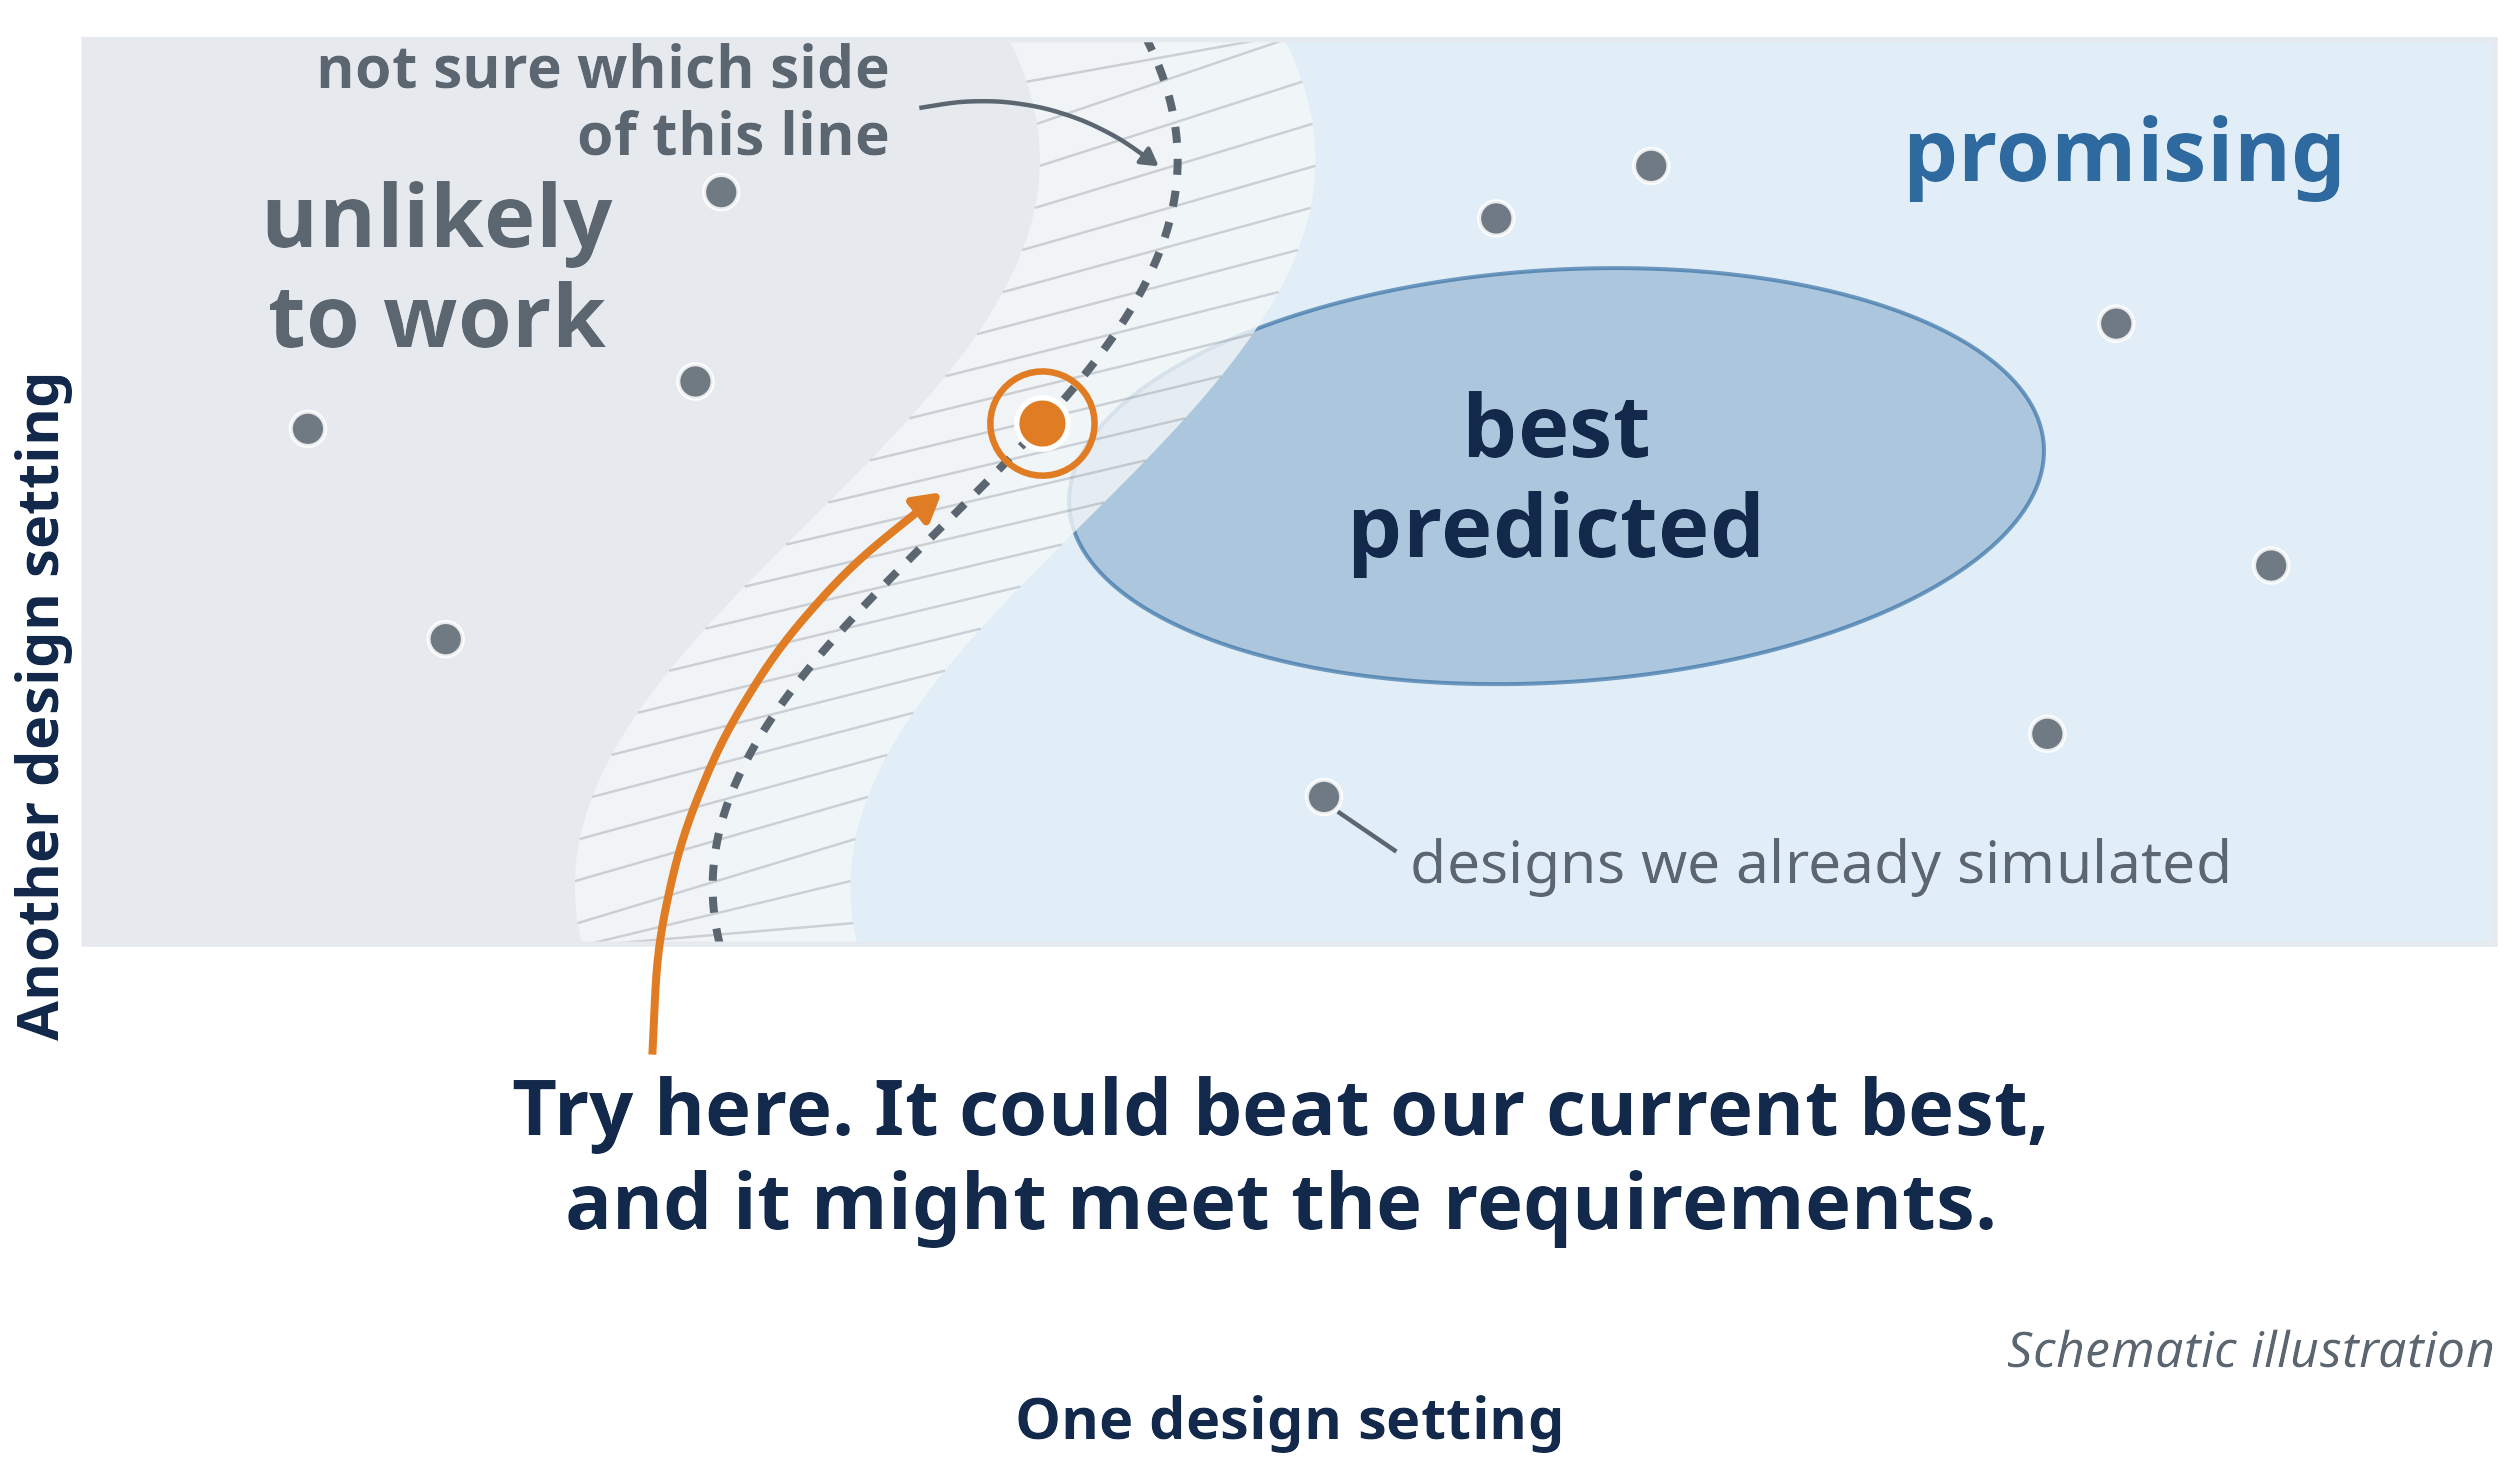 not sure which side
of this line
unlikely
to work
promising
best
predicted
designs we already simulated
Another design setting
Try here. It could beat our current best,
and it might meet the requirements.
Schematic illustration
One design setting